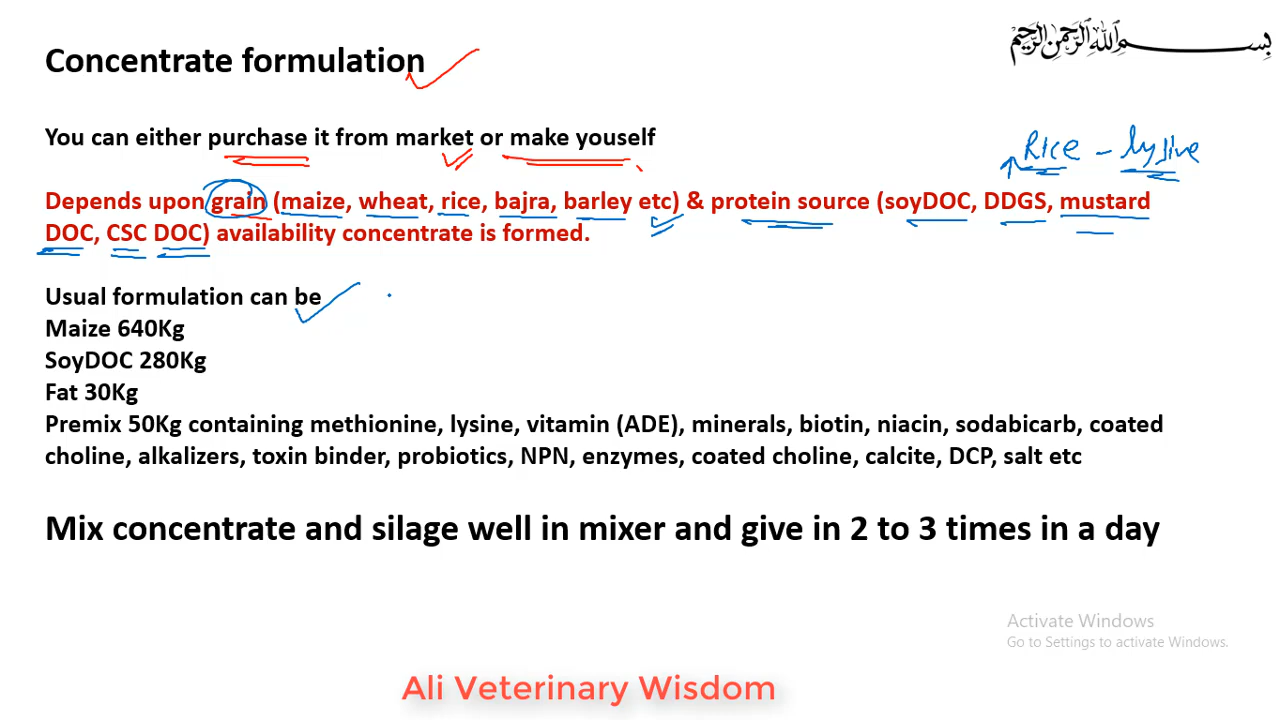 Concentrate formulation
بِسْمِ اللهِ الرَّحْمٰنِ الرَّحِيْمِ
You can either purchase it from market or make youself
Rice - lysine
Depends upon grain (maize, wheat, rice, bajra, barley etc) & protein source (soyDOC, DDGS, mustard
DOC, CSC DOC) availability concentrate is formed.
Usual formulation can be
Maize 640Kg
SoyDOC 280Kg
Fat 30Kg
Premix 50Kg containing methionine, lysine, vitamin (ADE), minerals, biotin, niacin, sodabicarb, coated
choline, alkalizers, toxin binder, probiotics, NPN, enzymes, coated choline, calcite, DCP, salt etc
Mix concentrate and silage well in mixer and give in 2 to 3 times in a day
Activate Windows
Go to Settings to activate Windows.
Ali Veterinary Wisdom